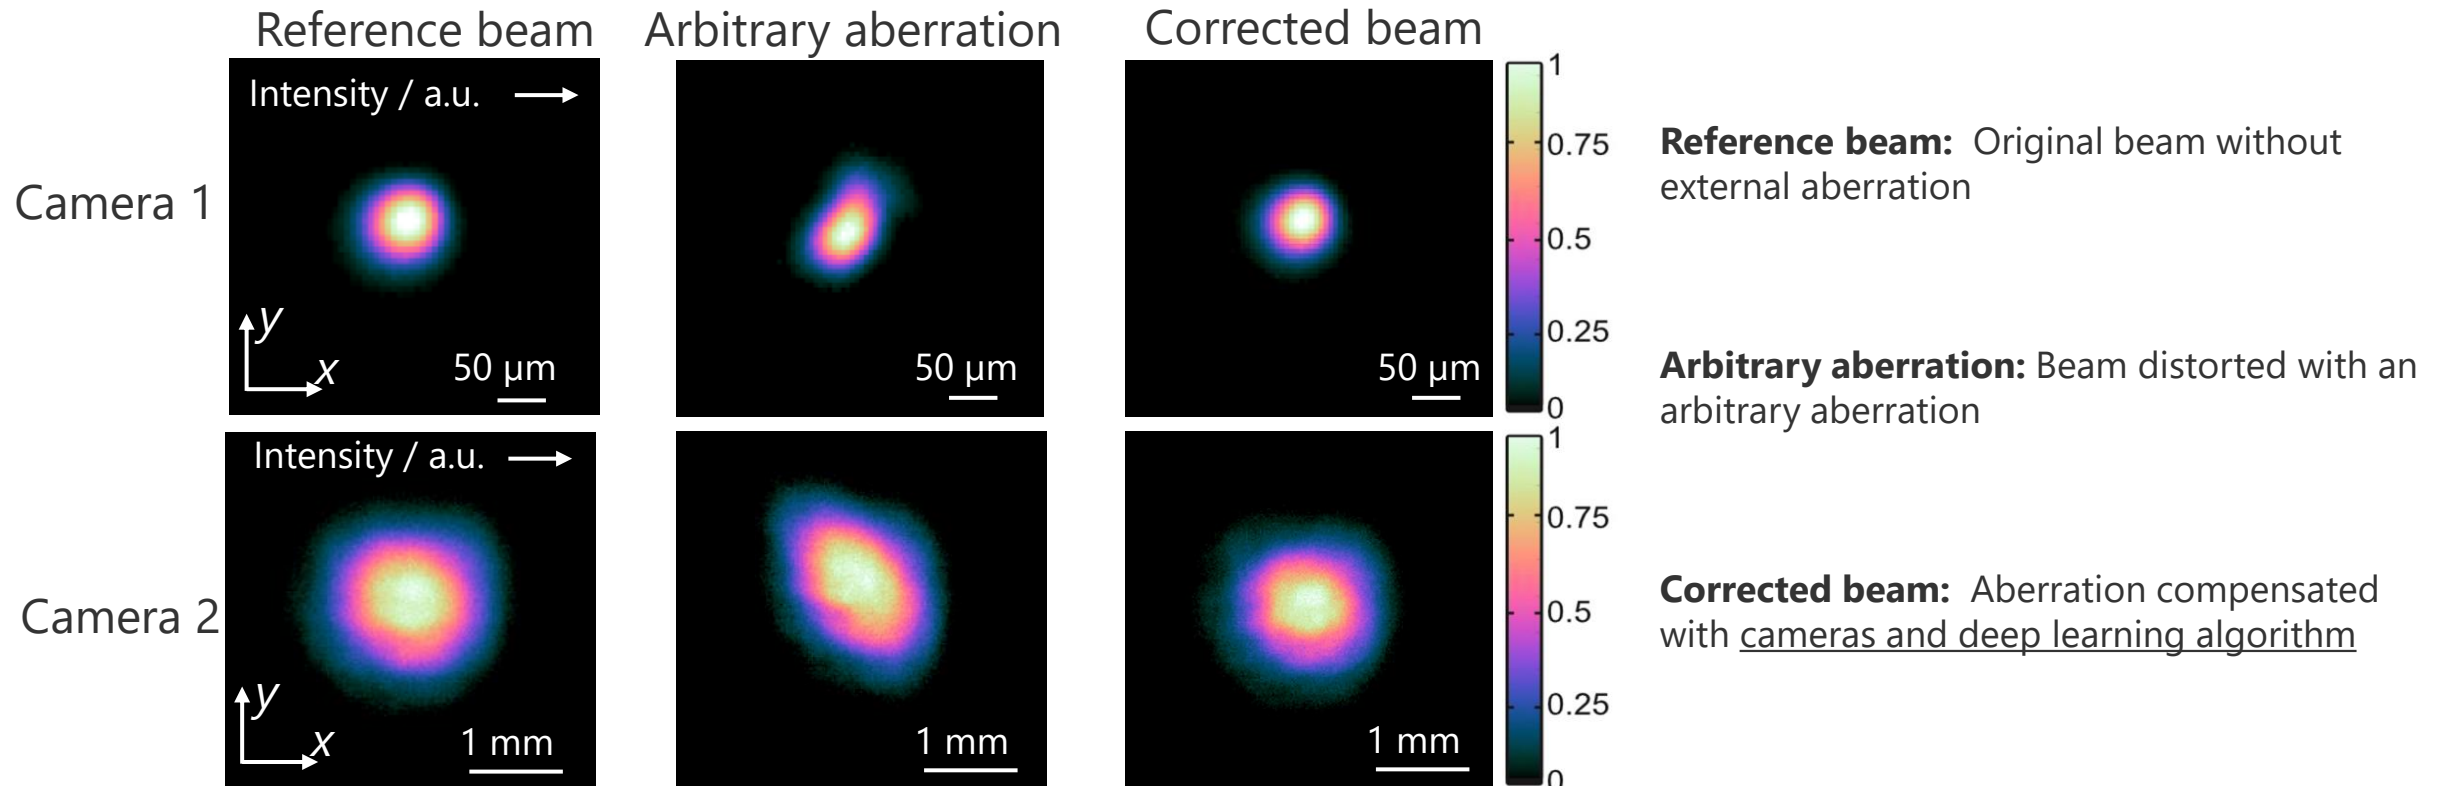 Reference beam
Arbitrary aberration
Corrected beam
Camera 1
Intensity / a.u.
y
x
50 µm
50 µm
50 µm
1
0.75
0.5
0.25
0
Reference beam: Original beam without
external aberration
Arbitrary aberration: Beam distorted with an
arbitrary aberration
Camera 2
Intensity / a.u.
y
x
1 mm
1 mm
1 mm
1
0.75
0.5
0.25
0
Corrected beam: Aberration compensated
with cameras and deep learning algorithm